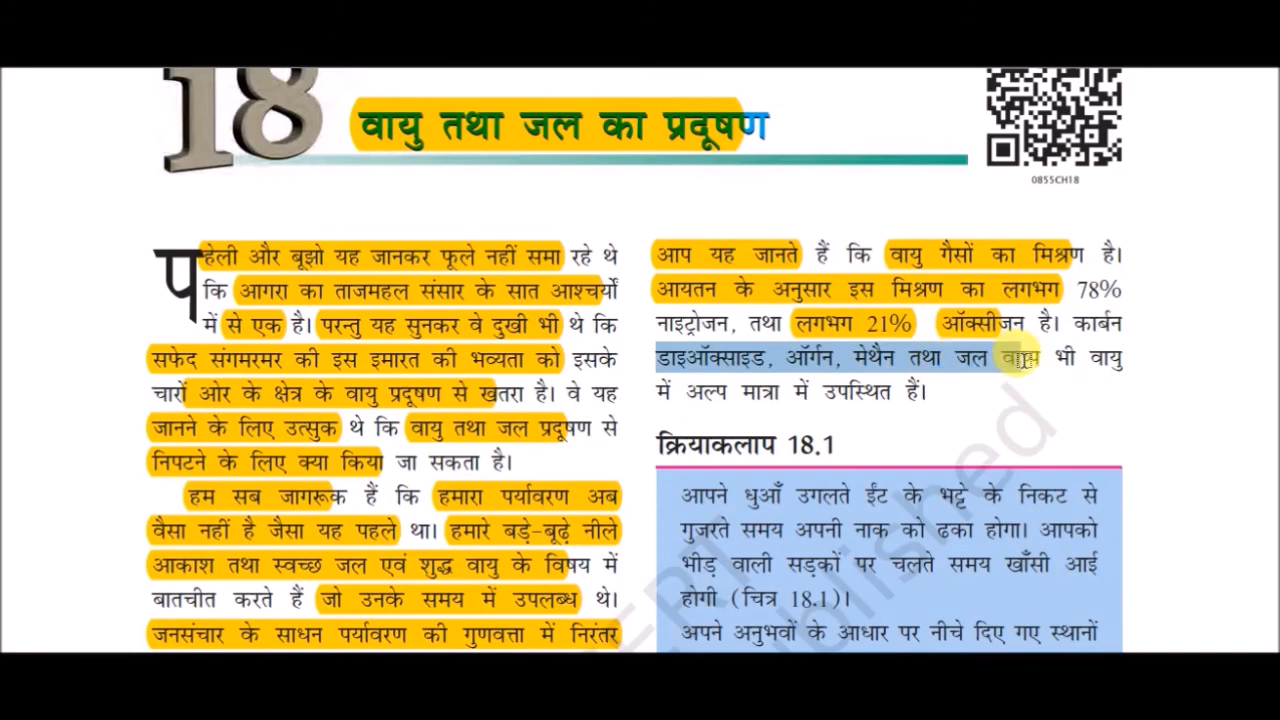 18
वायु तथा जल का प्रदूषण
0855CH18
पहेली और बूझो यह जानकर फूले नहीं समा रहे थे
कि आगरा का ताजमहल संसार के सात आश्चर्यों
में से एक है। परन्तु यह सुनकर वे दुखी भी थे कि
सफेद संगमरमर की इस इमारत की भव्यता को इसके
चारों ओर के क्षेत्र के वायु प्रदूषण से खतरा है। वे यह
जानने के लिए उत्सुक थे कि वायु तथा जल प्रदूषण से
निपटने के लिए क्या किया जा सकता है।
हम सब जागरूक हैं कि हमारा पर्यावरण अब
वैसा नहीं है जैसा यह पहले था। हमारे बड़े-बूढ़े नीले
आकाश तथा स्वच्छ जल एवं शुद्ध वायु के विषय में
बातचीत करते हैं जो उनके समय में उपलब्ध थे।
जनसंचार के साधन पर्यावरण की गुणवत्ता में निरंतर
आप यह जानते हैं कि वायु गैसों का मिश्रण है।
आयतन के अनुसार इस मिश्रण का लगभग 78%
नाइट्रोजन, तथा लगभग 21% ऑक्सीजन है। कार्बन
डाइऑक्साइड, ऑर्गन, मेथैन तथा जल वाष्प भी वायु
में अल्प मात्रा में उपस्थित हैं।
क्रियाकलाप 18.1
आपने धुआँ उगलते ईंट के भट्टे के निकट से
गुजरते समय अपनी नाक को ढका होगा। आपको
भीड़ वाली सड़कों पर चलते समय खाँसी आई
होगी (चित्र 18.1)।
अपने अनुभवों के आधार पर नीचे दिए गए स्थानों